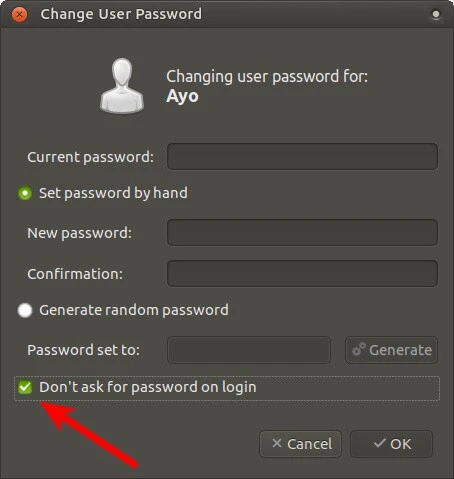 Change User Password
Changing user password for:
Ayo
Current password:
Set password by hand
New password:
Confirmation:
Generate random password
Password set to:
Generate
Don't ask for password on login
Cancel
OK